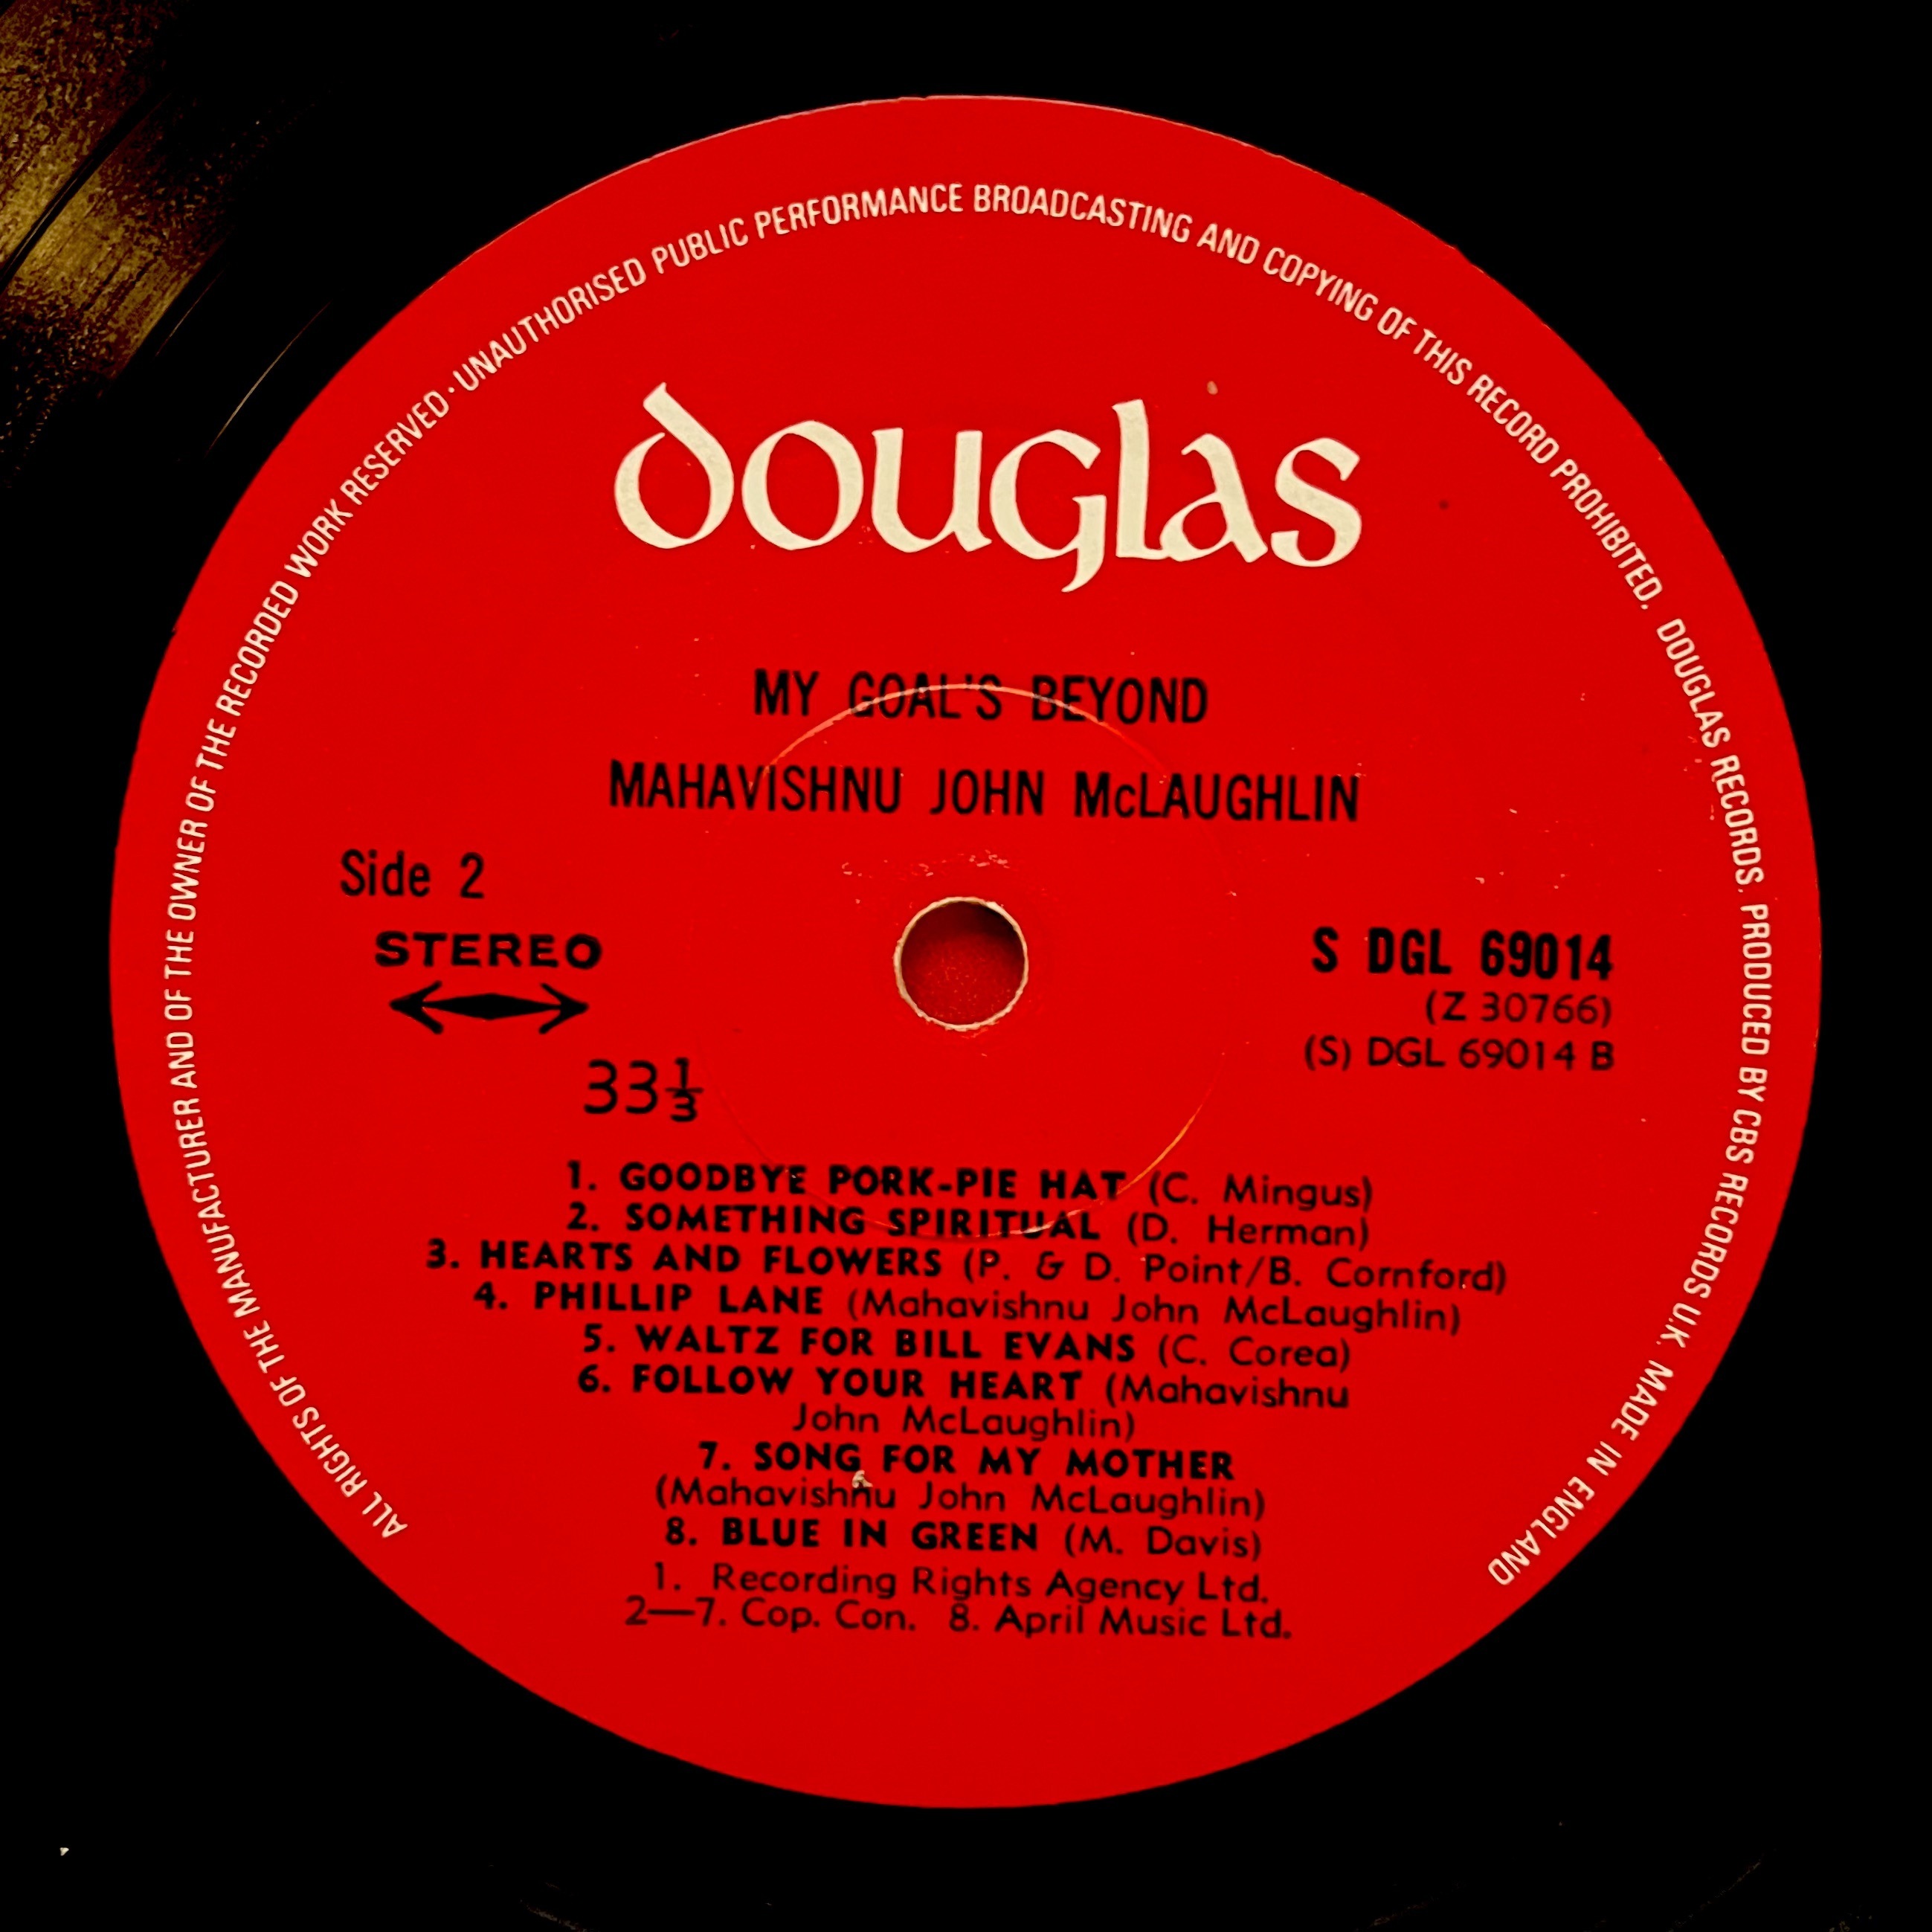 ALL RIGHTS OF THE MANUFACTURER AND OF THE OWNER OF THE RECORDED WORK RESERVED · UNAUTHORISED PUBLIC PERFORMANCE BROADCASTING AND COPYING OF THIS RECORD PROHIBITED. DOUGLAS RECORDS. PRODUCED BY CBS RECORDS U.K. MADE IN ENGLAND
douglas
MY GOAL'S BEYOND
MAHAVISHNU JOHN McLAUGHLIN
Side 2
STEREO
33⅓
S DGL 69014
(Z 30766)
(S) DGL 69014 B
1. GOODBYE PORK-PIE HAT (C. Mingus)
2. SOMETHING SPIRITUAL (D. Herman)
3. HEARTS AND FLOWERS (P. & D. Point/B. Cornford)
4. PHILLIP LANE (Mahavishnu John McLaughlin)
5. WALTZ FOR BILL EVANS (C. Corea)
6. FOLLOW YOUR HEART (Mahavishnu
John McLaughlin)
7. SONG FOR MY MOTHER
(Mahavishnu John McLaughlin)
8. BLUE IN GREEN (M. Davis)
1. Recording Rights Agency Ltd.
2—7. Cop. Con. 8. April Music Ltd.